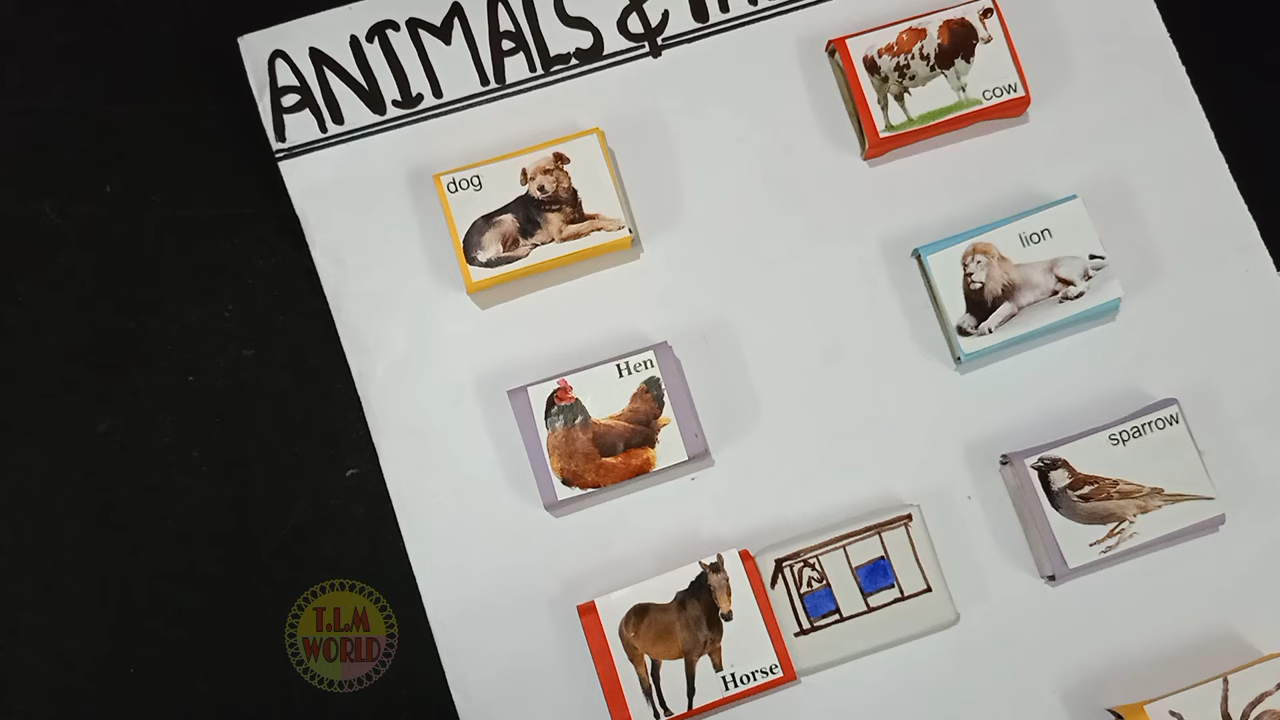 ANIMALS &
cow
dog
lion
Hen
sparrow
Horse
T.L.M
WORLD